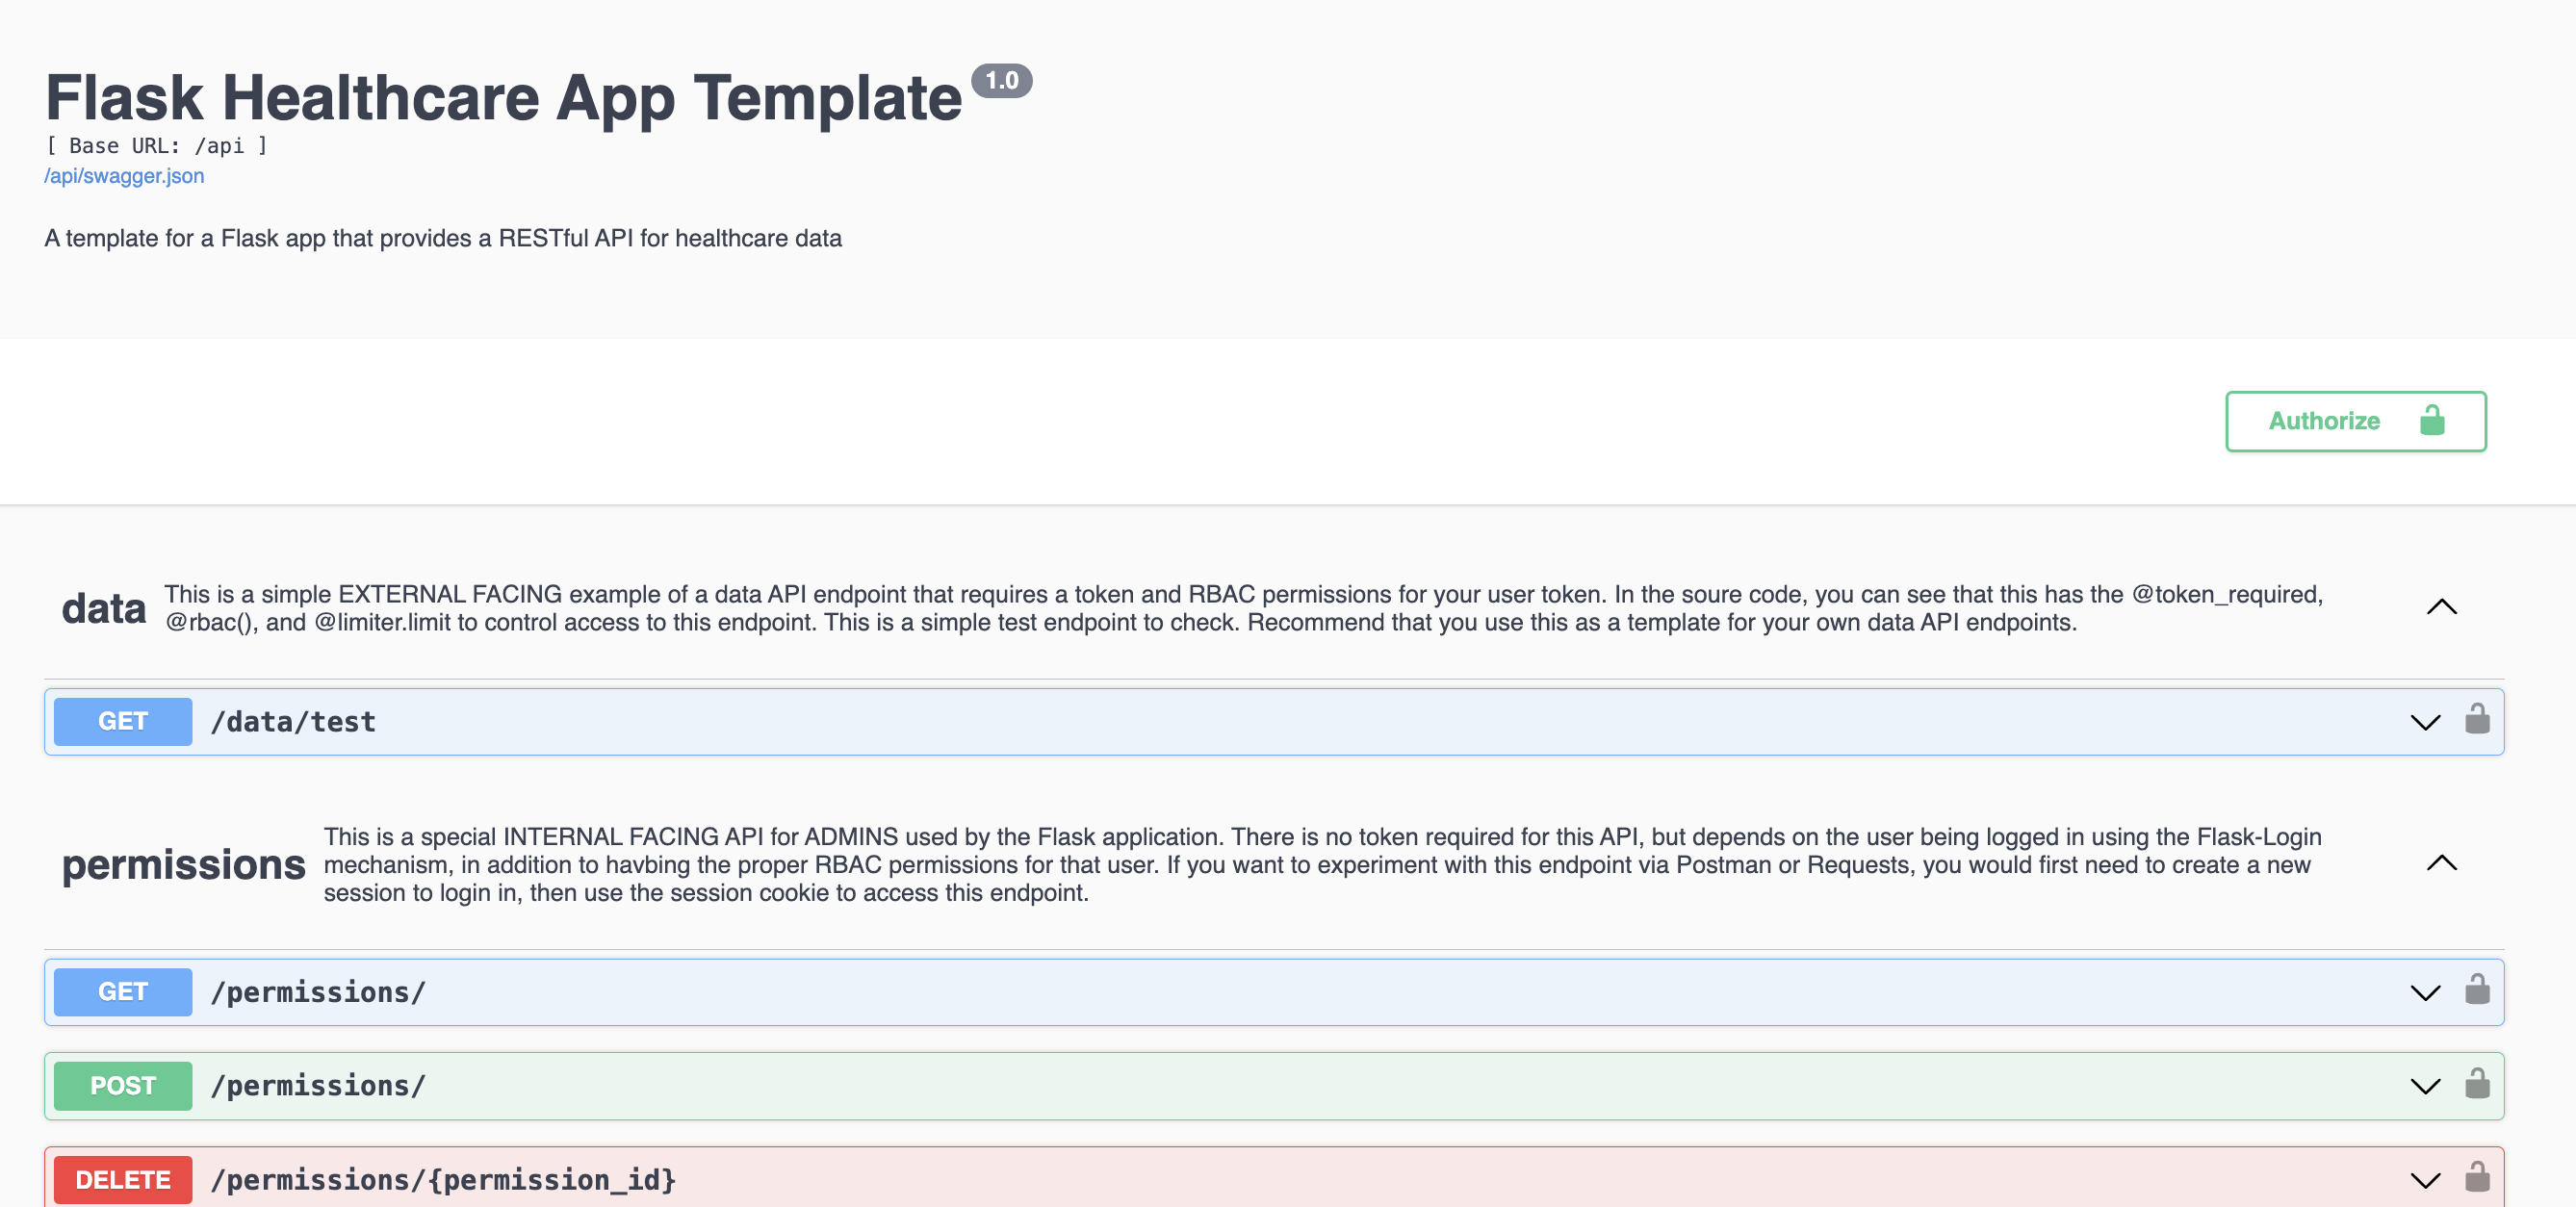 Flask Healthcare App Template 1.0
[ Base URL: /api ]
/api/swagger.json
A template for a Flask app that provides a RESTful API for healthcare data
Authorize
data
This is a simple EXTERNAL FACING example of a data API endpoint that requires a token and RBAC permissions for your user token. In the soure code, you can see that this has the @token_required,
@rbac(), and @limiter.limit to control access to this endpoint. This is a simple test endpoint to check. Recommend that you use this as a template for your own data API endpoints.
GET /data/test
permissions
This is a special INTERNAL FACING API for ADMINS used by the Flask application. There is no token required for this API, but depends on the user being logged in using the Flask-Login
mechanism, in addition to havbing the proper RBAC permissions for that user. If you want to experiment with this endpoint via Postman or Requests, you would first need to create a new
session to login in, then use the session cookie to access this endpoint.
GET /permissions/
POST /permissions/
DELETE /permissions/{permission_id}